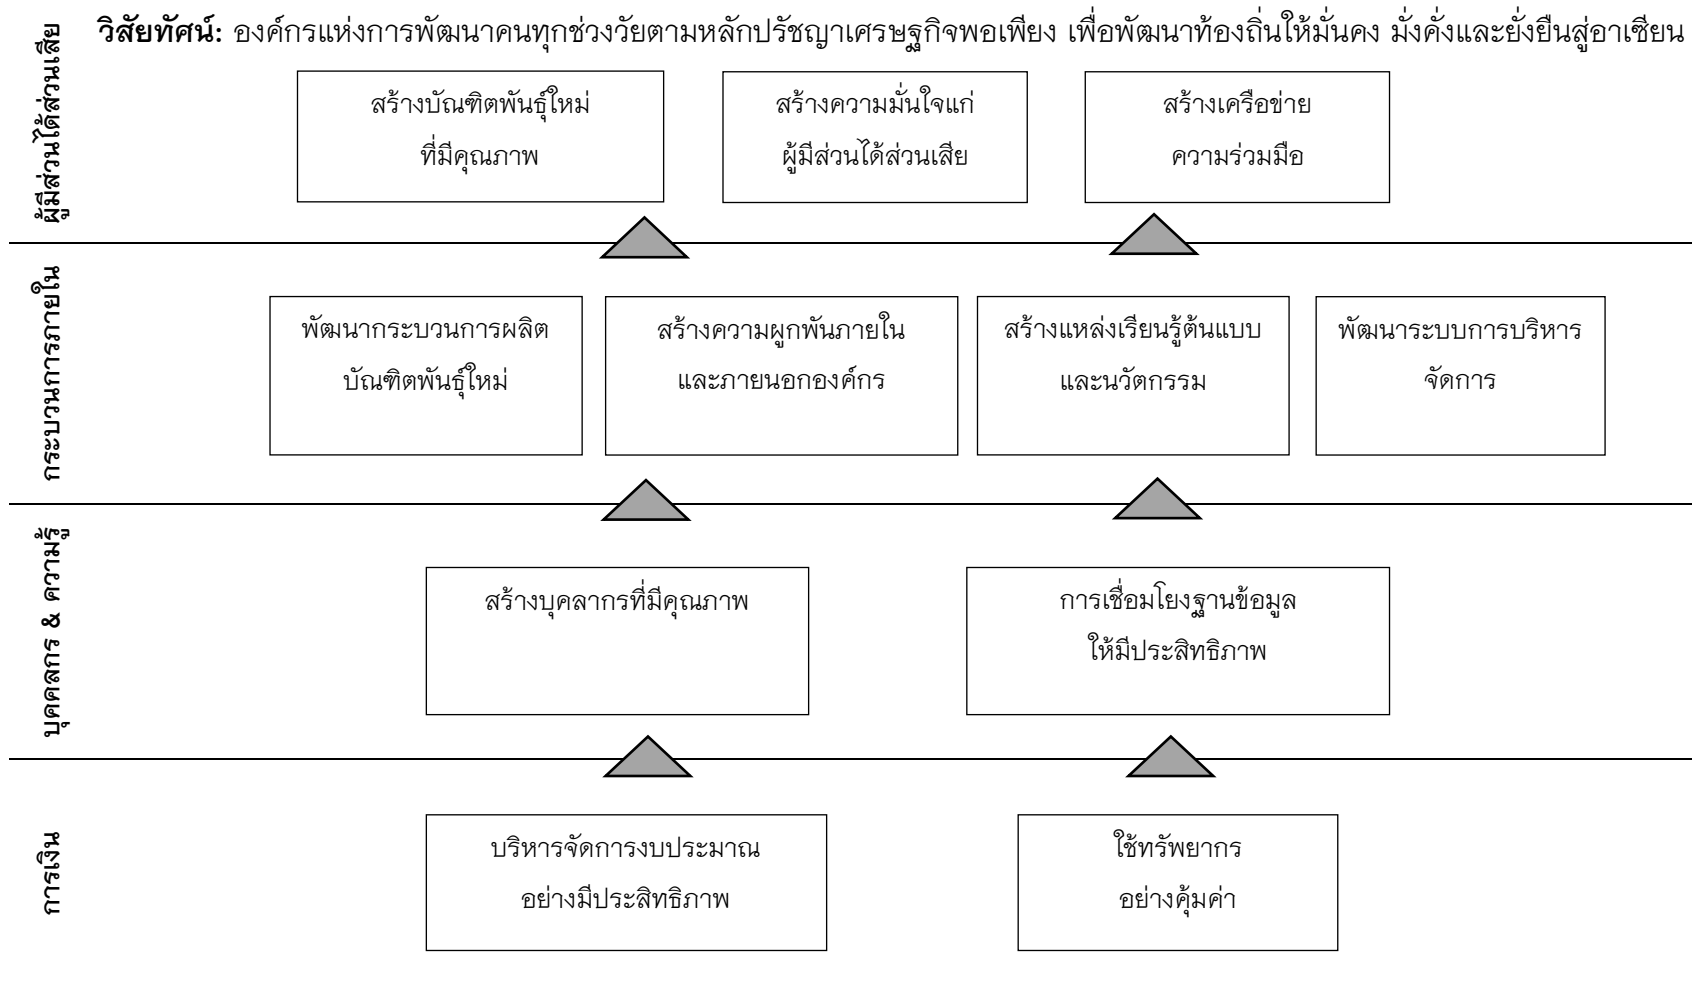 วิสัยทัศน์: องค์กรแห่งการพัฒนาคนทุกช่วงวัยตามหลักปรัชญาเศรษฐกิจพอเพียง เพื่อพัฒนาท้องถิ่นให้มั่นคง มั่งคั่งและยั่งยืนสู่อาเซียน
ผู้มีส่วนได้ส่วนเสีย
สร้างบัณฑิตพันธุ์ใหม่
ที่มีคุณภาพ
สร้างความมั่นใจแก่
ผู้มีส่วนได้ส่วนเสีย
สร้างเครือข่าย
ความร่วมมือ
กระบวนการภายใน
พัฒนากระบวนการผลิต
บัณฑิตพันธุ์ใหม่
สร้างความผูกพันภายใน
และภายนอกองค์กร
สร้างแหล่งเรียนรู้ต้นแบบ
และนวัตกรรม
พัฒนาระบบการบริหาร
จัดการ
บุคคลกร & ความรู้
สร้างบุคลากรที่มีคุณภาพ
การเชื่อมโยงฐานข้อมูล
ให้มีประสิทธิภาพ
การเงิน
บริหารจัดการงบประมาณ
อย่างมีประสิทธิภาพ
ใช้ทรัพยากร
อย่างคุ้มค่า